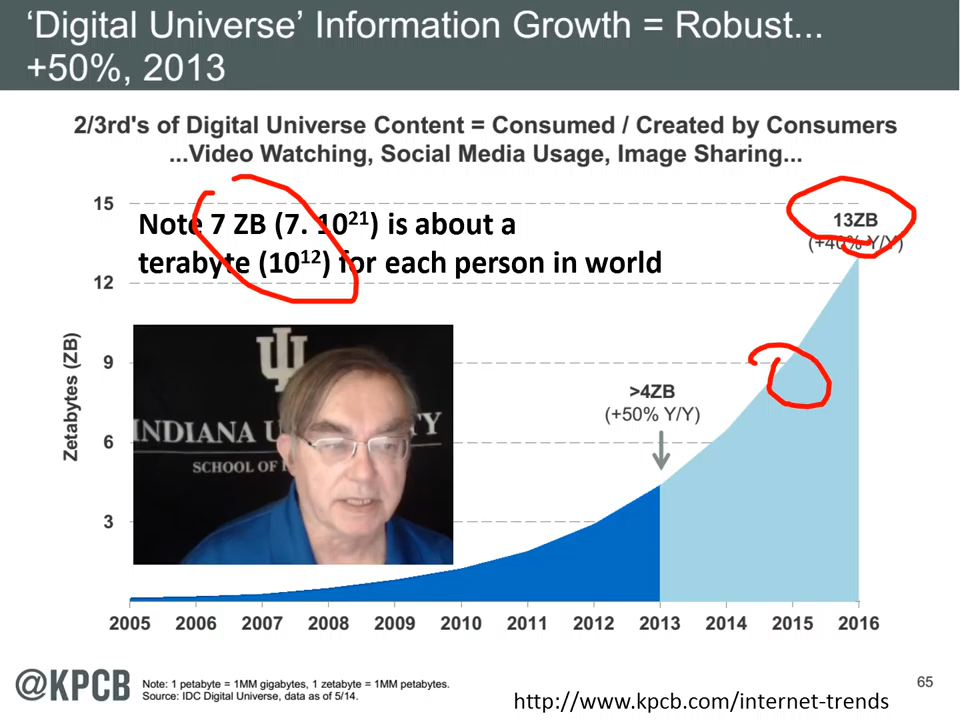 ‘Digital Universe’ Information Growth = Robust...
+50%, 2013
2/3rd's of Digital Universe Content = Consumed / Created by Consumers
...Video Watching, Social Media Usage, Image Sharing...
15
Note 7 ZB (7. 10²¹) is about a
terabyte (10¹²) for each person in world
13ZB
(+40% Y/Y)
12
Zetabytes (ZB)
9
>4ZB
(+50% Y/Y)
6
3
INDIANA U
TY
SCHOOL OF
2005 2006 2007 2008 2009 2010 2011 2012 2013 2014 2015 2016
@KPCB
Note: 1 petabyte = 1MM gigabytes, 1 zetabyte = 1MM petabytes.
Source: IDC Digital Universe, data as of 5/14.
65
http://www.kpcb.com/internet-trends